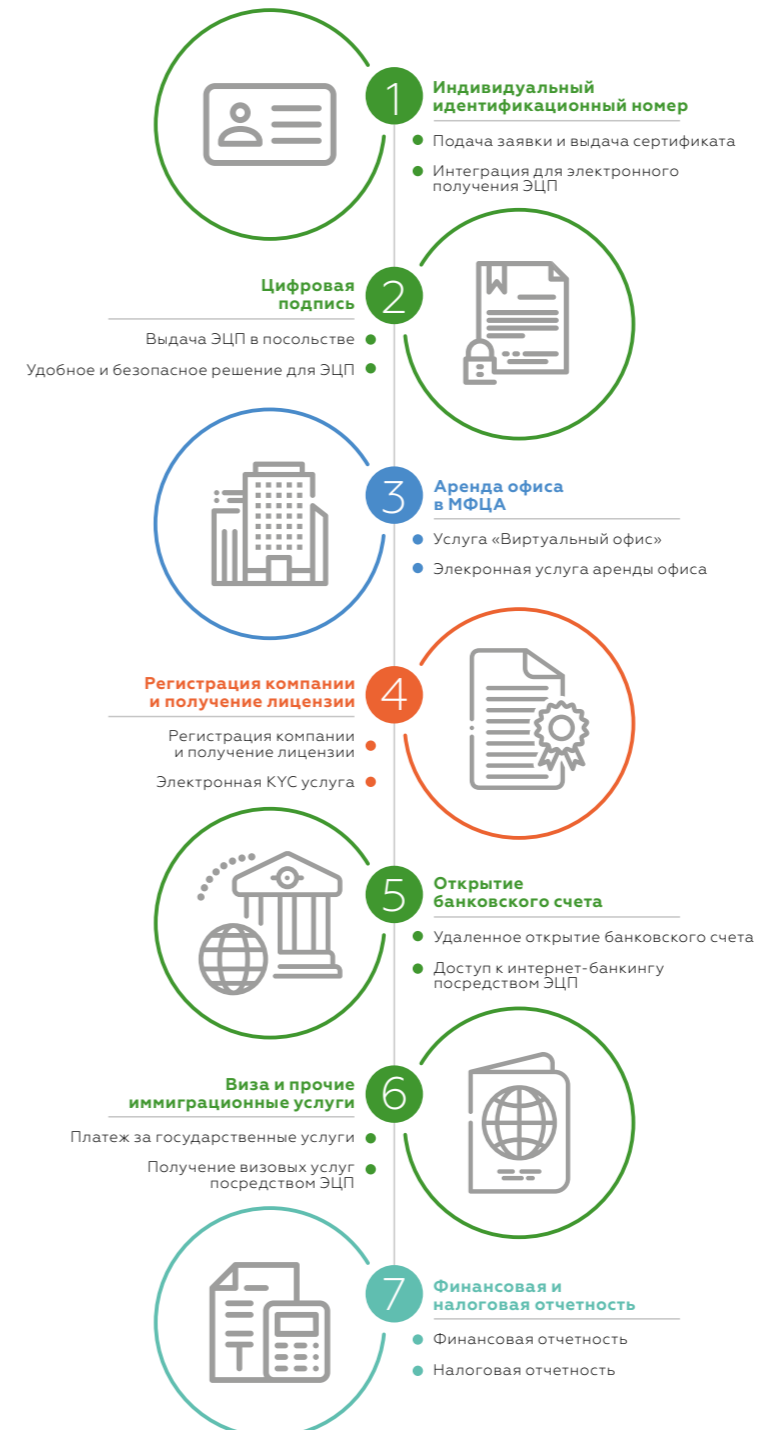 1
Индивидуальный
идентификационный номер
Подача заявки и выдача сертификата
Интеграция для электронного
получения ЭЦП
2
Цифровая
подпись
Выдача ЭЦП в посольстве
Удобное и безопасное решение для ЭЦП
3
Аренда офиса
в МФЦА
Услуга «Виртуальный офис»
Элекронная услуга аренды офиса
4
Регистрация компании
и получение лицензии
Регистрация компании
и получение лицензии
Электронная KYC услуга
5
Открытие
банковского счета
Удаленное открытие банковского счета
Доступ к интернет-банкингу
посредством ЭЦП
6
Виза и прочие
иммиграционные услуги
Платеж за государственные услуги
Получение визовых услуг
посредством ЭЦП
7
Финансовая и
налоговая отчетность
Финансовая отчетность
Налоговая отчетность